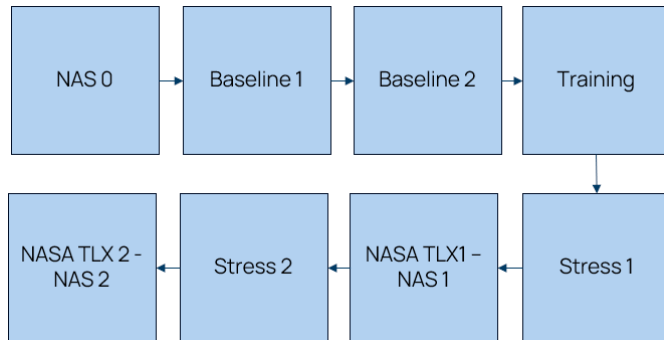 NAS 0
Baseline 1
Baseline 2
Training
NASA TLX 2 -
NAS 2
Stress 2
NASA TLX1 –
NAS 1
Stress 1